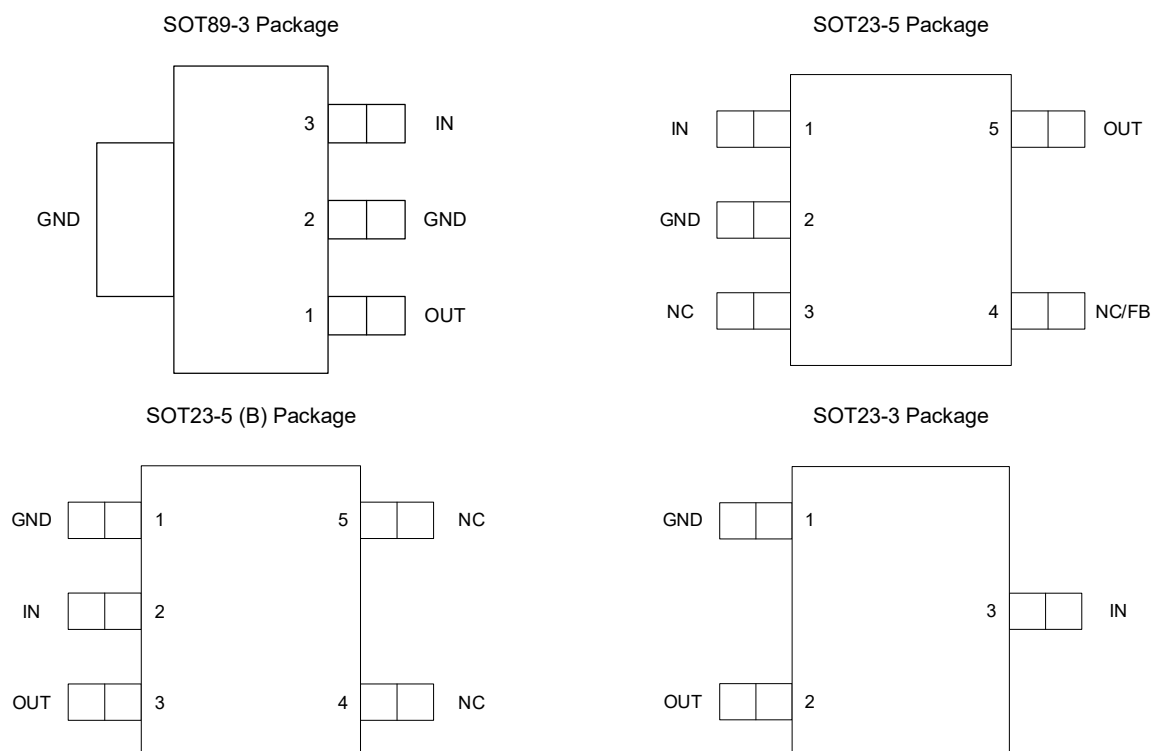 SOT89-3 Package
3 IN
GND 2 GND
1 OUT
SOT23-5 Package
IN 1 5 OUT
GND 2
NC 3 4 NC/FB
SOT23-5 (B) Package
GND 1 5 NC
IN 2
OUT 3 4 NC
SOT23-3 Package
GND 1
3 IN
OUT 2